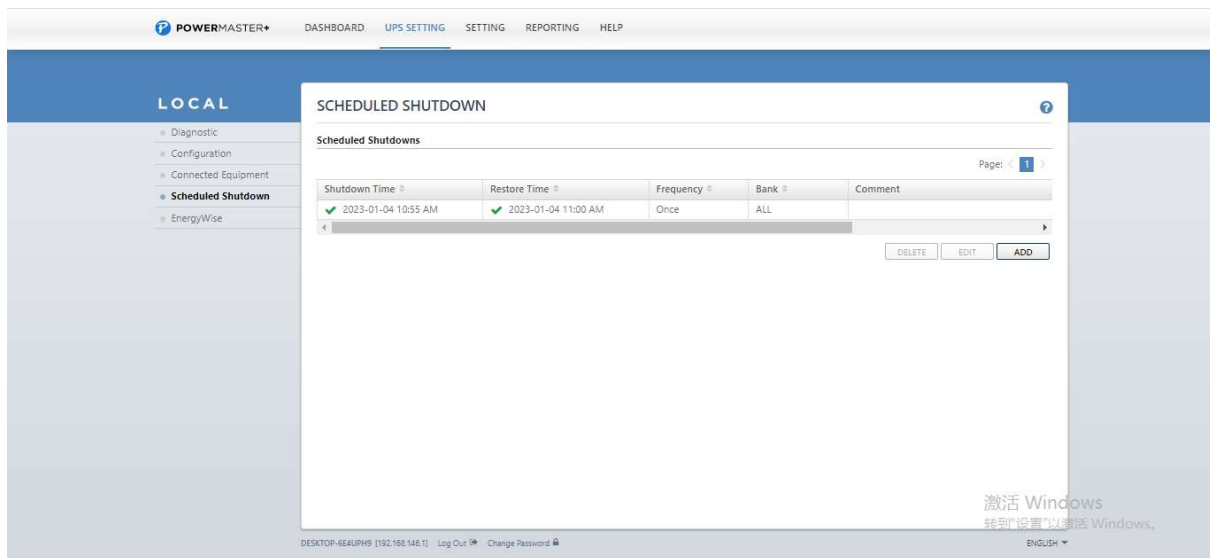 POWERMASTER+ DASHBOARD UPS SETTING SETTING REPORTING HELP
LOCAL
Diagnostic
Configuration
Connected Equipment
Scheduled Shutdown
EnergyWise
SCHEDULED SHUTDOWN
Scheduled Shutdowns
Page: < 1 >
Shutdown Time Restore Time Frequency Bank Comment
2023-01-04 10:55 AM 2023-01-04 11:00 AM Once ALL
DELETE EDIT ADD
激活 Windows
转到"设置"以激活 Windows。
DESKTOP-6E4UPH9 [192.168.146.1] Log Out Change Password ENGLISH